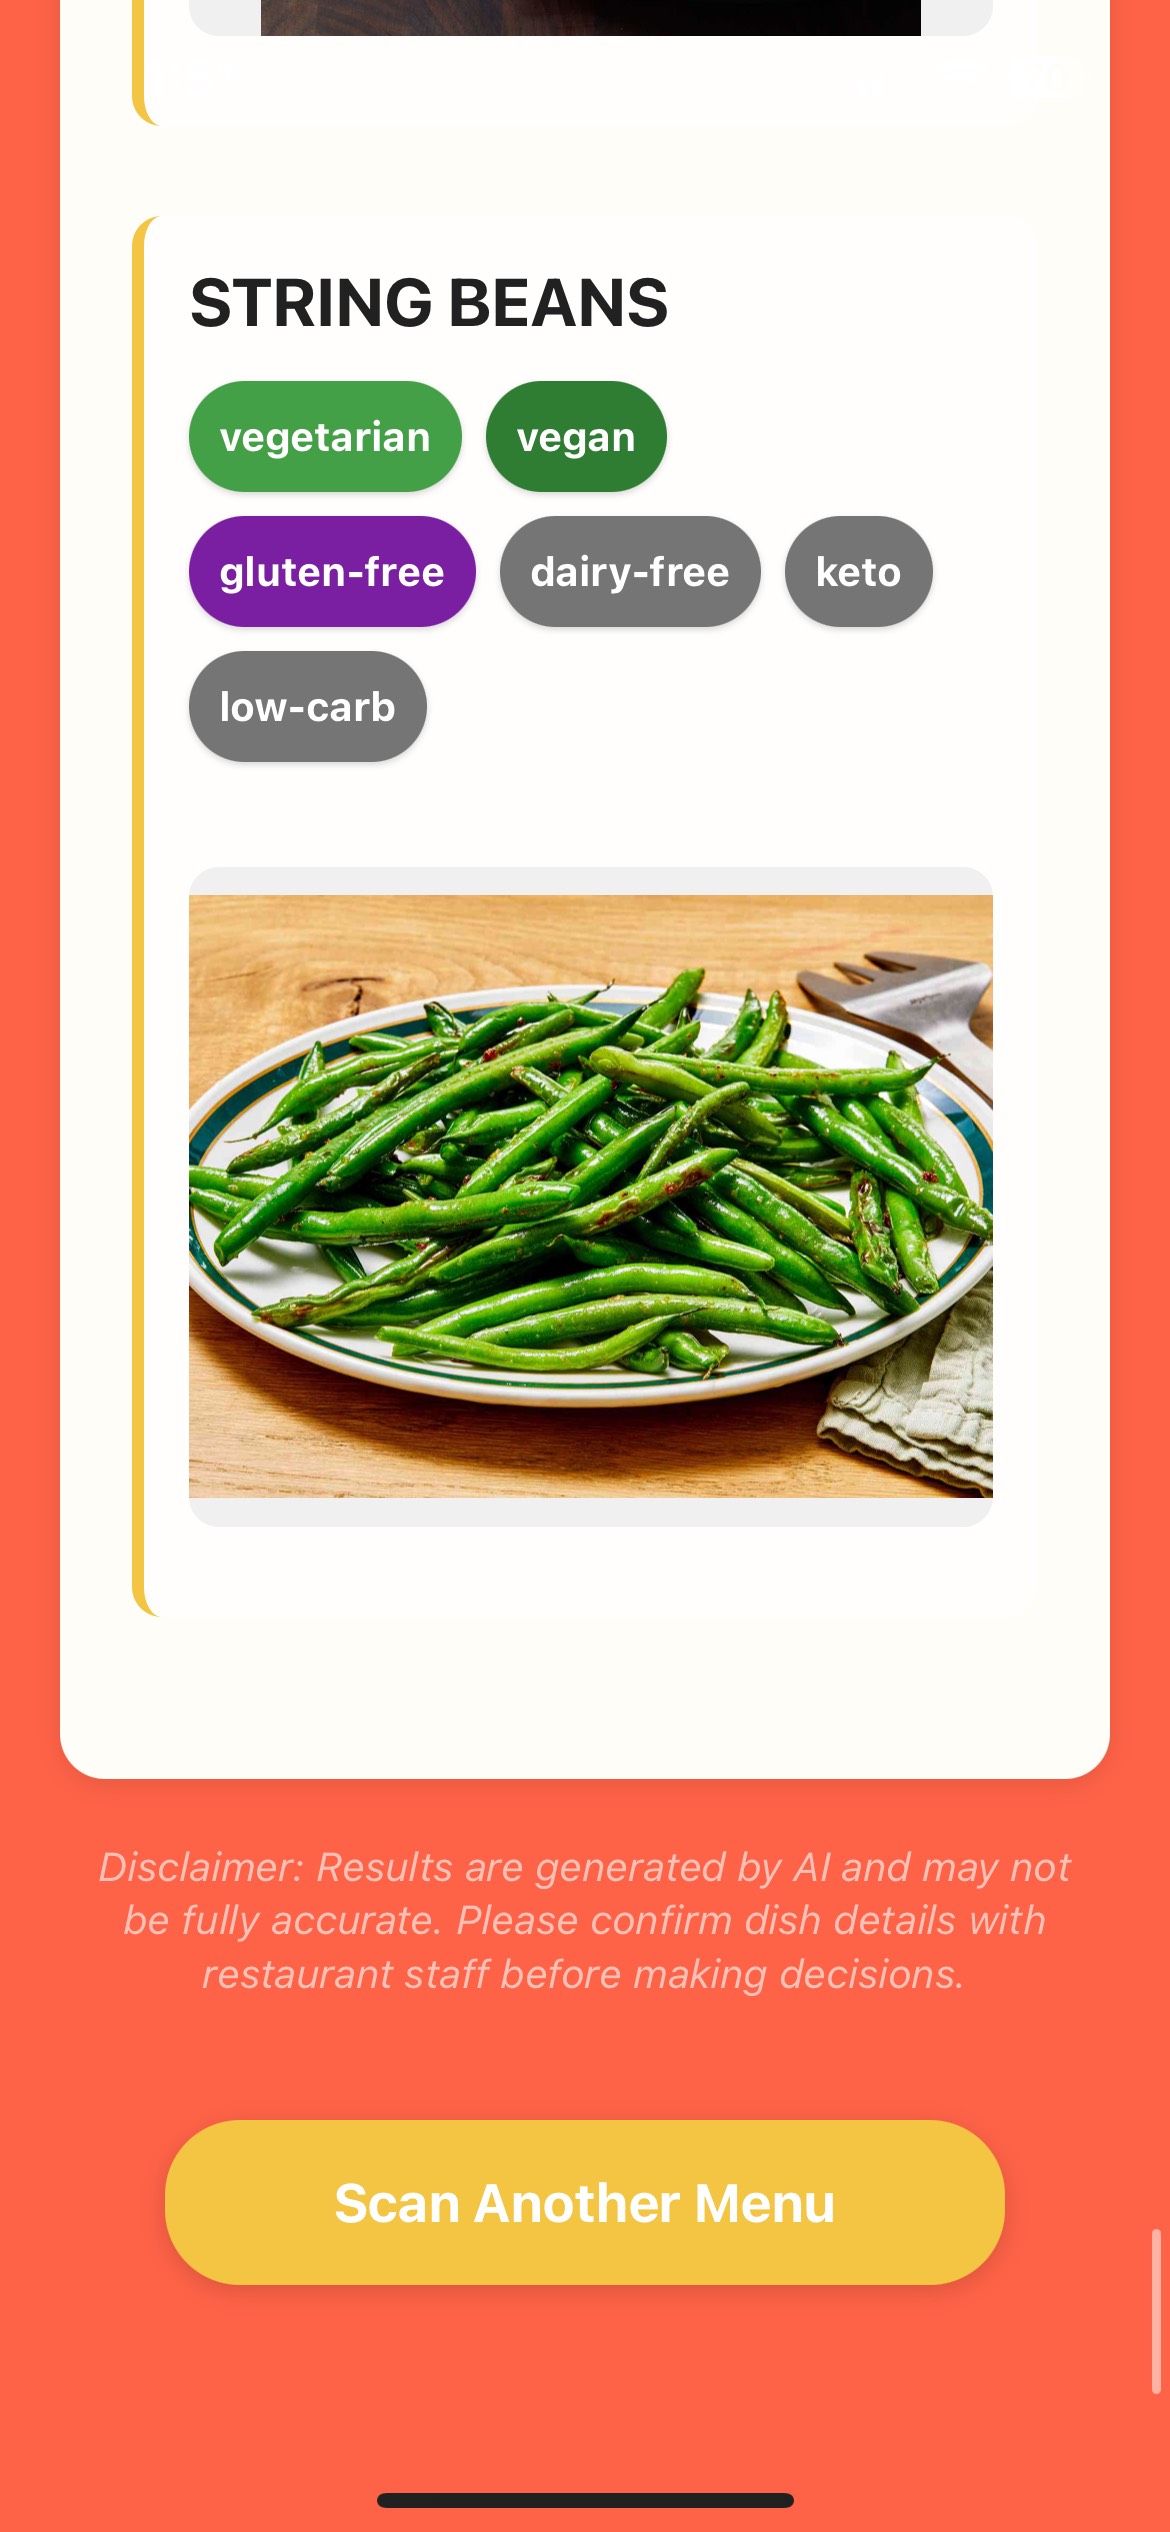 STRING BEANS
vegetarian vegan
gluten-free dairy-free keto
low-carb
Disclaimer: Results are generated by AI and may not
be fully accurate. Please confirm dish details with
restaurant staff before making decisions.
Scan Another Menu